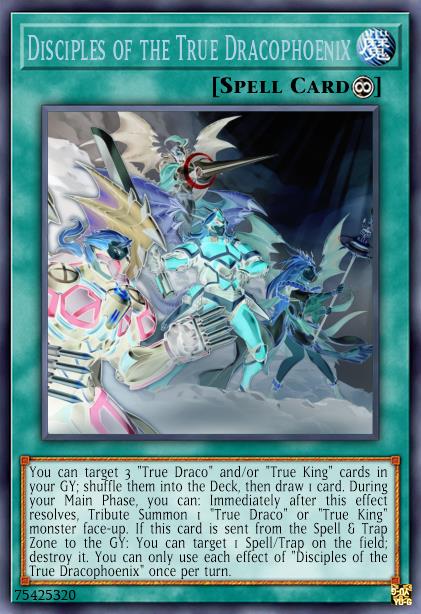 Disciples of the True Dracophoenix
魔
[Spell Card]
You can target 3 "True Draco" and/or "True King" cards in
your GY; shuffle them into the Deck, then draw 1 card. During
your Main Phase, you can: Immediately after this effect
resolves, Tribute Summon 1 "True Draco" or "True King"
monster face-up. If this card is sent from the Spell & Trap
Zone to the GY: You can target 1 Spell/Trap on the field;
destroy it. You can only use each effect of "Disciples of the
True Dracophoenix" once per turn.
75425320